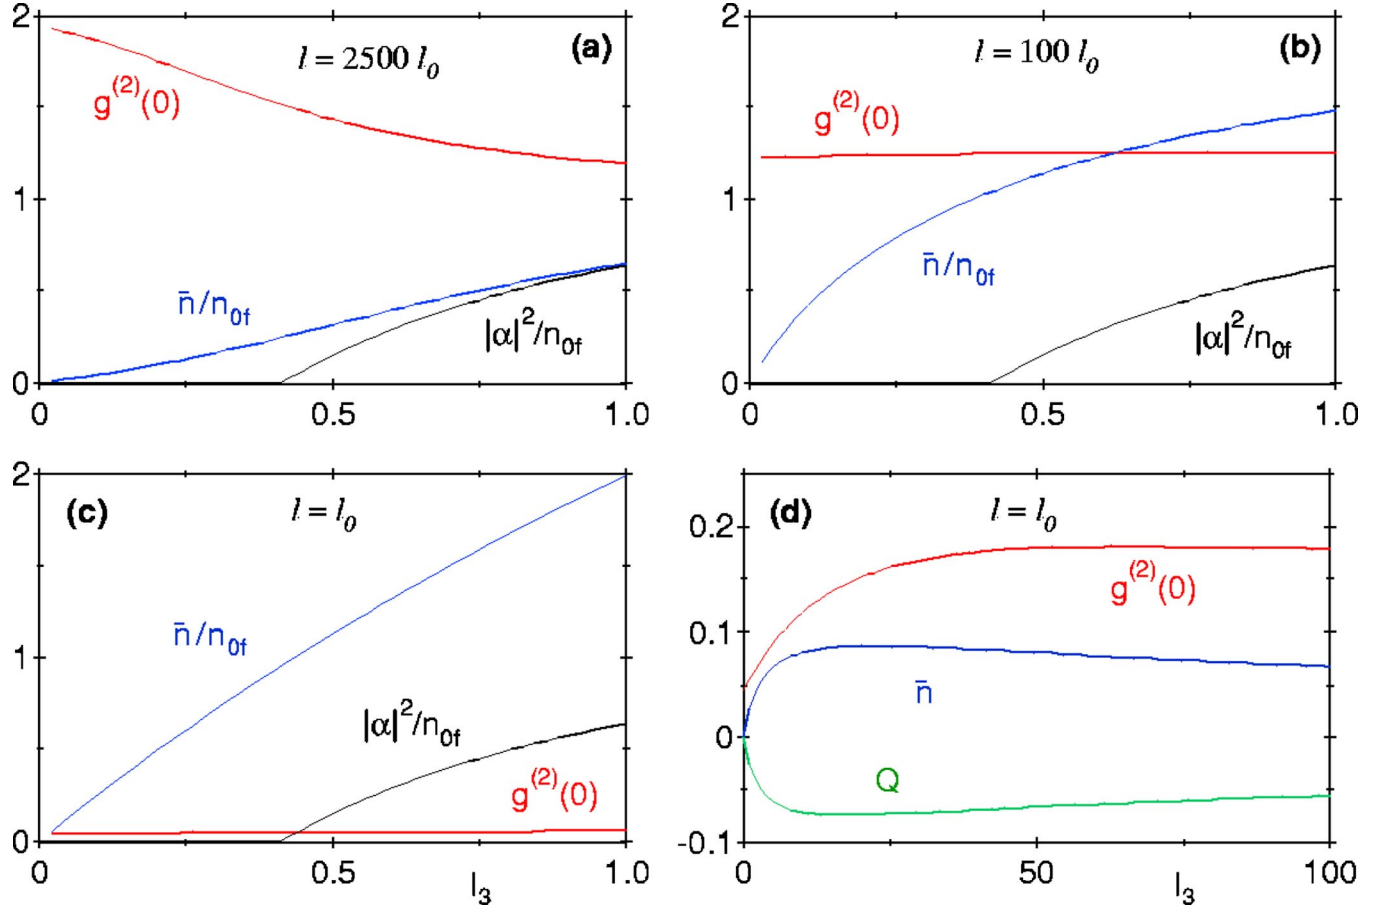 2
l = 2500 l₀
(a)
g⁽²⁾(0)
1
n̄/n₀f
|α|²/n₀f
0
0
0.5
1.0
2
l = 100 l₀
(b)
g⁽²⁾(0)
1
n̄/n₀f
|α|²/n₀f
0
0
0.5
1.0
2
(c)
l = l₀
n̄/n₀f
1
|α|²/n₀f
g⁽²⁾(0)
0
0
0.5
I₃
1.0
(d)
l = l₀
0.2
g⁽²⁾(0)
0.1
n̄
0
Q
-0.1
0
50
I₃
100